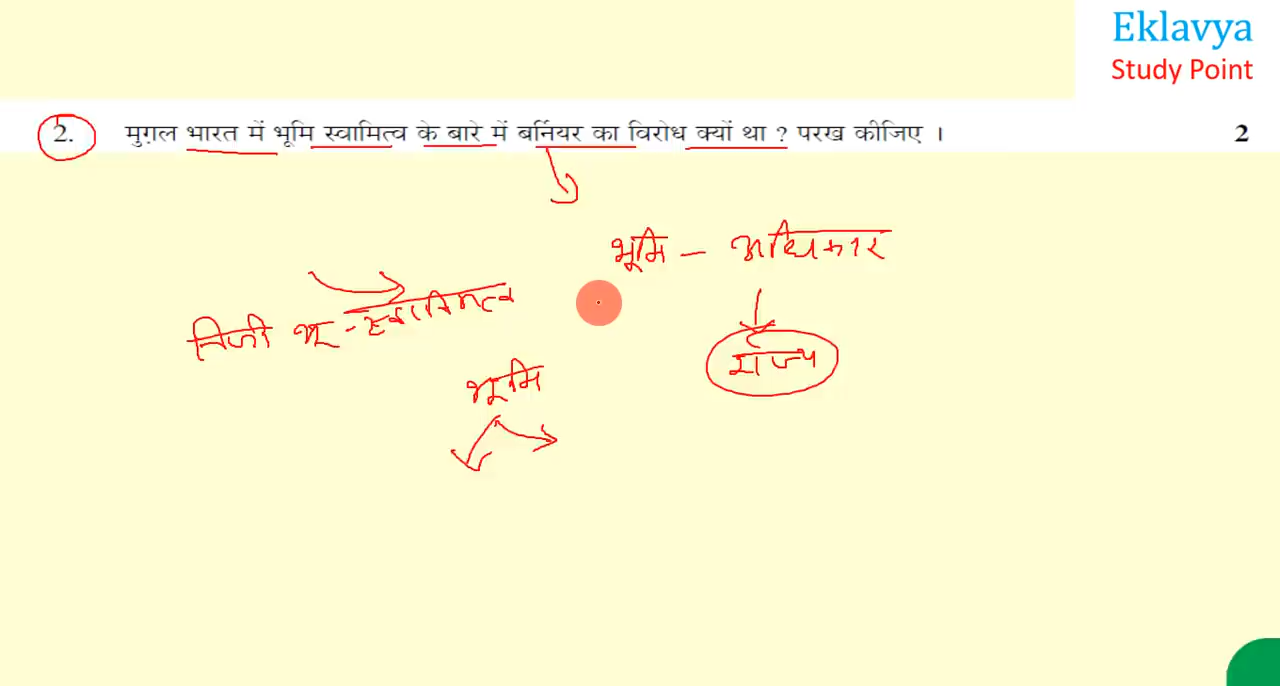 Eklavya
Study Point
2. मुग़ल भारत में भूमि स्वामित्व के बारे में बर्नियर का विरोध क्यों था ? परख कीजिए । 2
भूमि - अधिकार
निजी भू-स्वामित्व
राज्य
भूमि